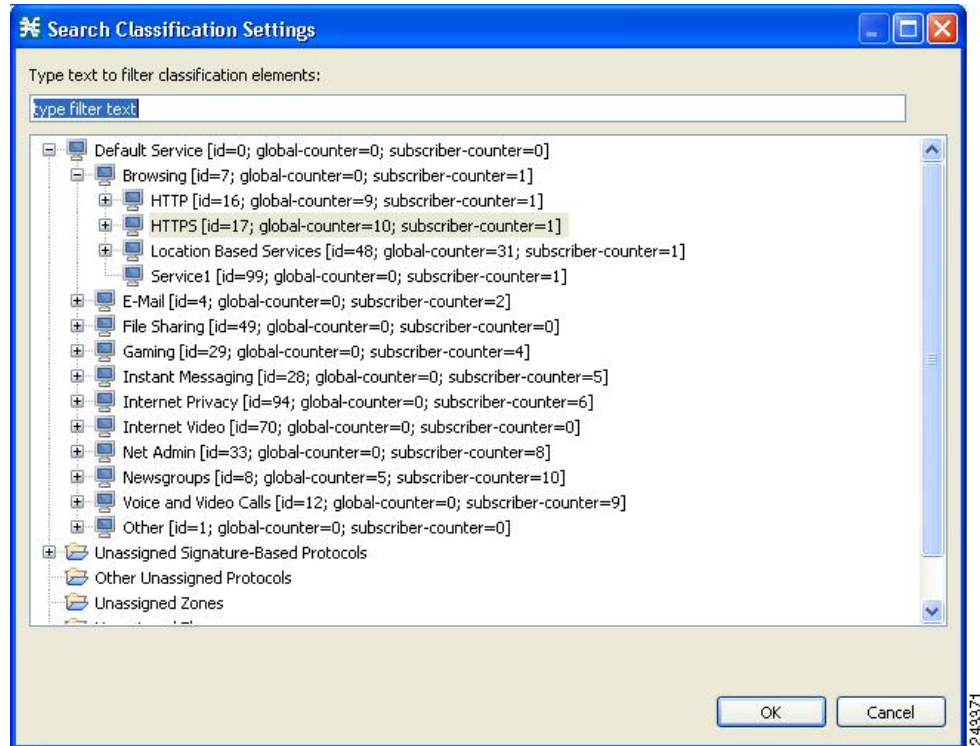 Search Classification Settings
Type text to filter classification elements:
type filter text
Default Service [id=0; global-counter=0; subscriber-counter=0]
Browsing [id=7; global-counter=0; subscriber-counter=1]
HTTP [id=16; global-counter=9; subscriber-counter=1]
HTTPS [id=17; global-counter=10; subscriber-counter=1]
Location Based Services [id=48; global-counter=31; subscriber-counter=1]
Service1 [id=99; global-counter=0; subscriber-counter=1]
E-Mail [id=4; global-counter=0; subscriber-counter=2]
File Sharing [id=49; global-counter=0; subscriber-counter=0]
Gaming [id=29; global-counter=0; subscriber-counter=4]
Instant Messaging [id=28; global-counter=0; subscriber-counter=5]
Internet Privacy [id=94; global-counter=0; subscriber-counter=6]
Internet Video [id=70; global-counter=0; subscriber-counter=0]
Net Admin [id=33; global-counter=0; subscriber-counter=8]
Newsgroups [id=8; global-counter=5; subscriber-counter=10]
Voice and Video Calls [id=12; global-counter=0; subscriber-counter=9]
Other [id=1; global-counter=0; subscriber-counter=0]
Unassigned Signature-Based Protocols
Other Unassigned Protocols
Unassigned Zones
OK
Cancel